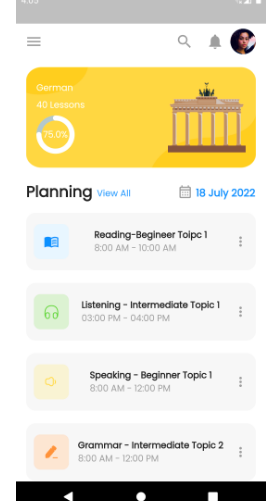 4:05
German
40 Lessons
75.0%
Planning View All 18 July 2022
Reading-Begineer Toipc 1
8:00 AM - 10:00 AM
Listening - Intermediate Topic 1
03:00 PM - 04:00 PM
Speaking - Beginner Topic 1
8:00 AM - 12:00 PM
Grammar - Intermediate Topic 2
8:00 AM - 12:00 PM